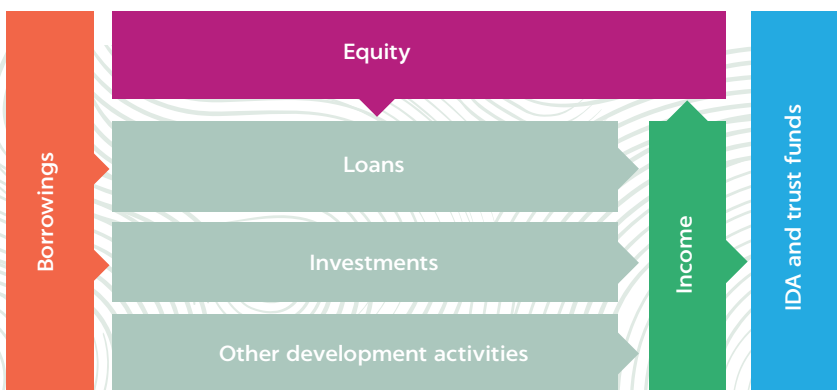 Equity
Borrowings
Loans
Investments
Other development activities
Income
IDA and trust funds